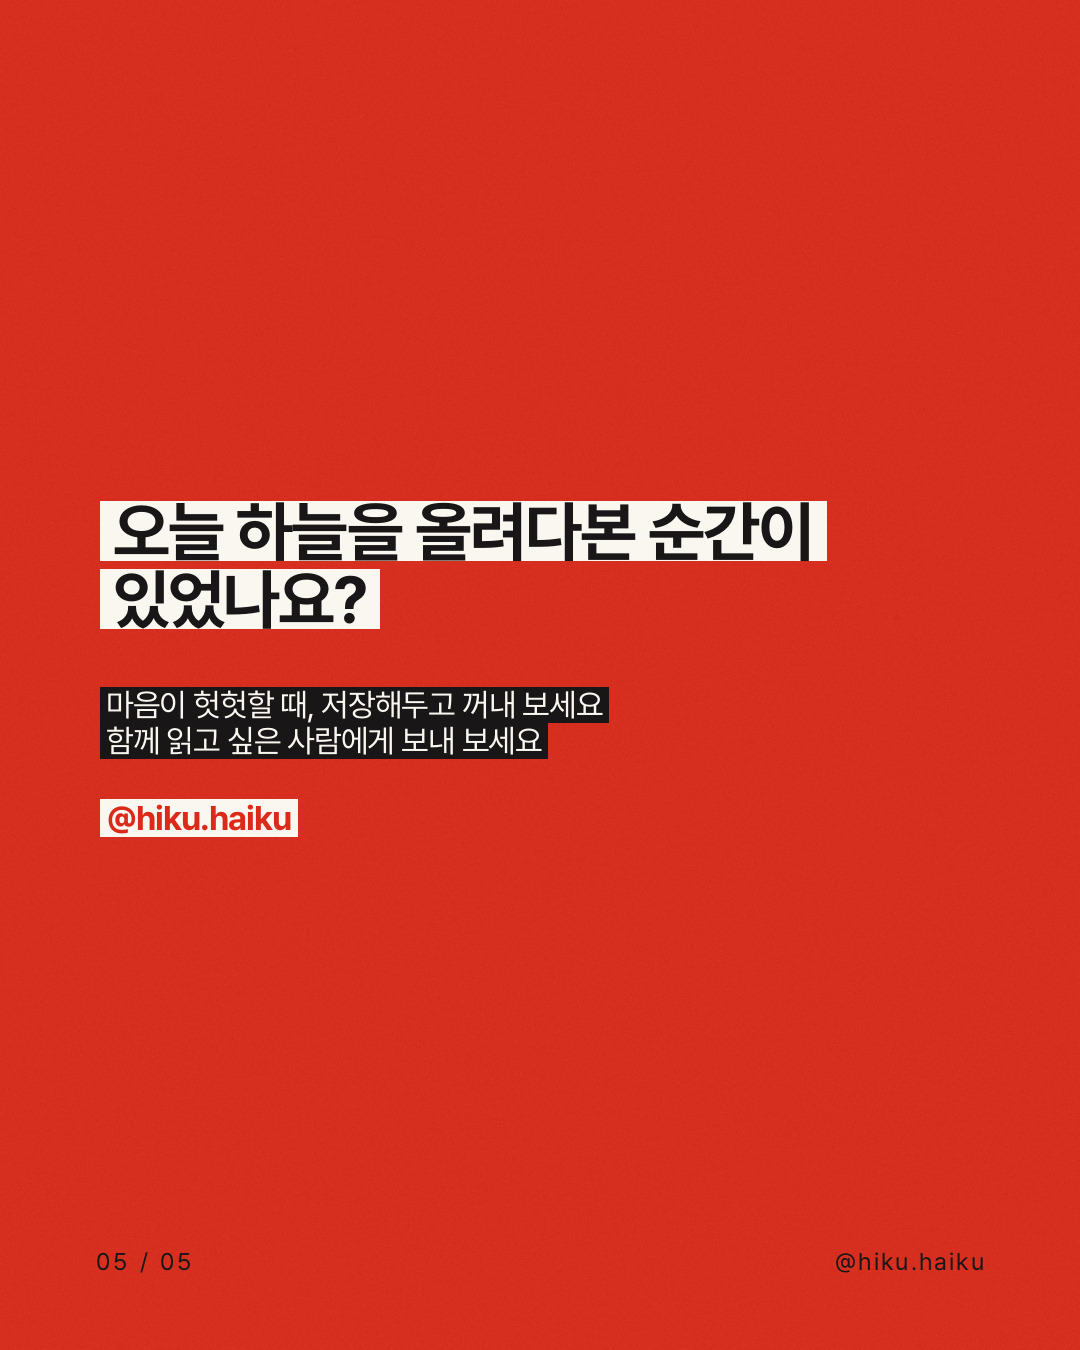 오늘 하늘을 올려다본 순간이
있었나요?
마음이 헛헛할 때, 저장해두고 꺼내 보세요
함께 읽고 싶은 사람에게 보내 보세요
@hiku.haiku
05 / 05
@hiku.haiku